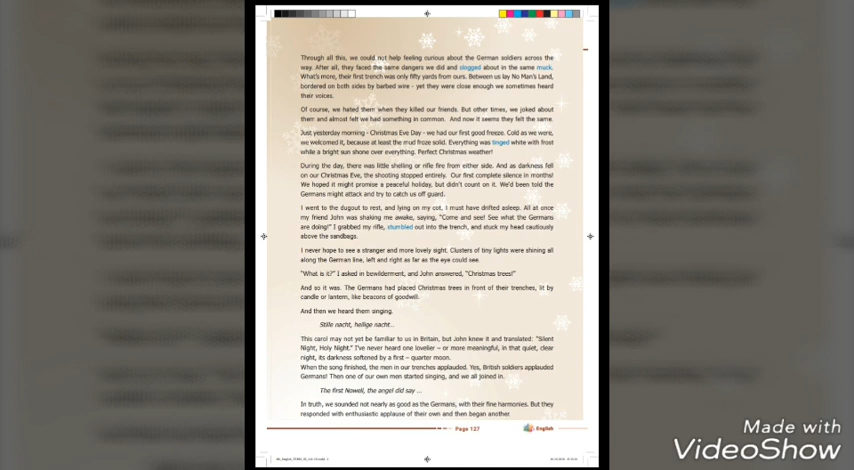 Through all this, we could not help feeling curious about the German soldiers across the
way. After all, they faced the same dangers we did and slogged about in the same muck.
What's more, their first trench was only fifty yards from ours. Between us lay No Man's Land,
bordered on both sides by barbed wire - yet they were close enough we sometimes heard
their voices.
Of course, we hated them when they killed our friends. But other times, we joked about
them and almost felt we had something in common. And now it seems they felt the same.
Just yesterday morning - Christmas Eve Day - we had our first good freeze. Cold as we were,
we welcomed it, because at least the mud froze solid. Everything was tinged white with frost
while a bright sun shone over everything. Perfect Christmas weather!
During the day, there was little shelling or rifle fire from either side. And as darkness fell
on our Christmas Eve, the shooting stopped entirely. Our first complete silence in months!
We hoped it might promise a peaceful holiday, but didn't count on it. We'd been told the
Germans might attack and try to catch us off guard.
I went to the dugout to rest, and lying on my cot, I must have drifted asleep. All at once
my friend John was shaking me awake, saying, "Come and see! See what the Germans
are doing!" I grabbed my rifle, stumbled out into the trench, and stuck my head cautiously
above the sandbags.
I never hope to see a stranger and more lovely sight. Clusters of tiny lights were shining all
along the German line, left and right as far as the eye could see.
"What is it?" I asked in bewilderment, and John answered, "Christmas trees!"
And so it was. The Germans had placed Christmas trees in front of their trenches, lit by
candle or lantern, like beacons of goodwill.
And then we heard them singing.
Stille nacht, heilige nacht...
This carol may not yet be familiar to us in Britain, but John knew it and translated: "Silent
Night, Holy Night." I've never heard one lovelier – or more meaningful, in that quiet, clear
night, its darkness softened by a first – quarter moon.
When the song finished, the men in our trenches applauded. Yes, British soldiers applauded
Germans! Then one of our own men started singing, and we all joined in.
The first Nowell, the angel did say ...
In truth, we sounded not nearly as good as the Germans, with their fine harmonies. But they
responded with enthusiastic applause of their own and then began another.
Page 127
English
Made with
VideoShow